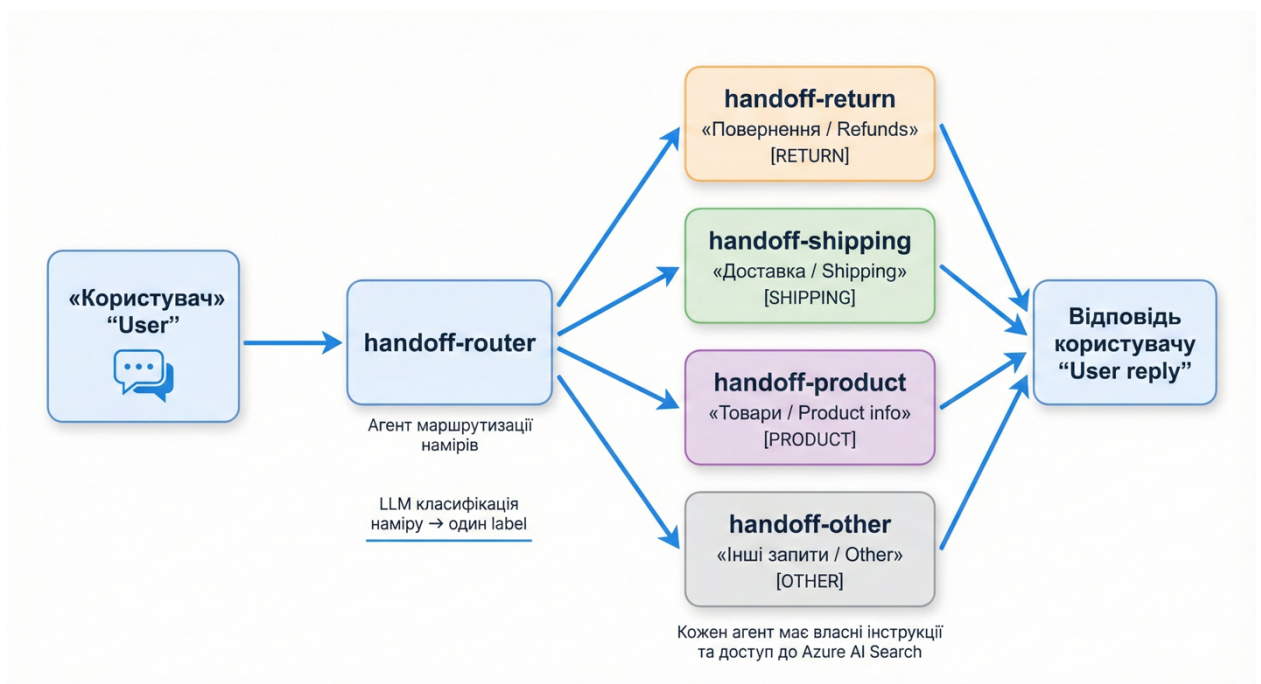 «Користувач»
“User”
handoff-router
Агент маршрутизації
намірів
LLM класифікація
наміру → один label
handoff-return
«Повернення / Refunds»
[RETURN]
handoff-shipping
«Доставка / Shipping»
[SHIPPING]
handoff-product
«Товари / Product info»
[PRODUCT]
handoff-other
«Інші запити / Other»
[OTHER]
Кожен агент має власні інструкції
та доступ до Azure AI Search
Відповідь
користувачу
“User reply”